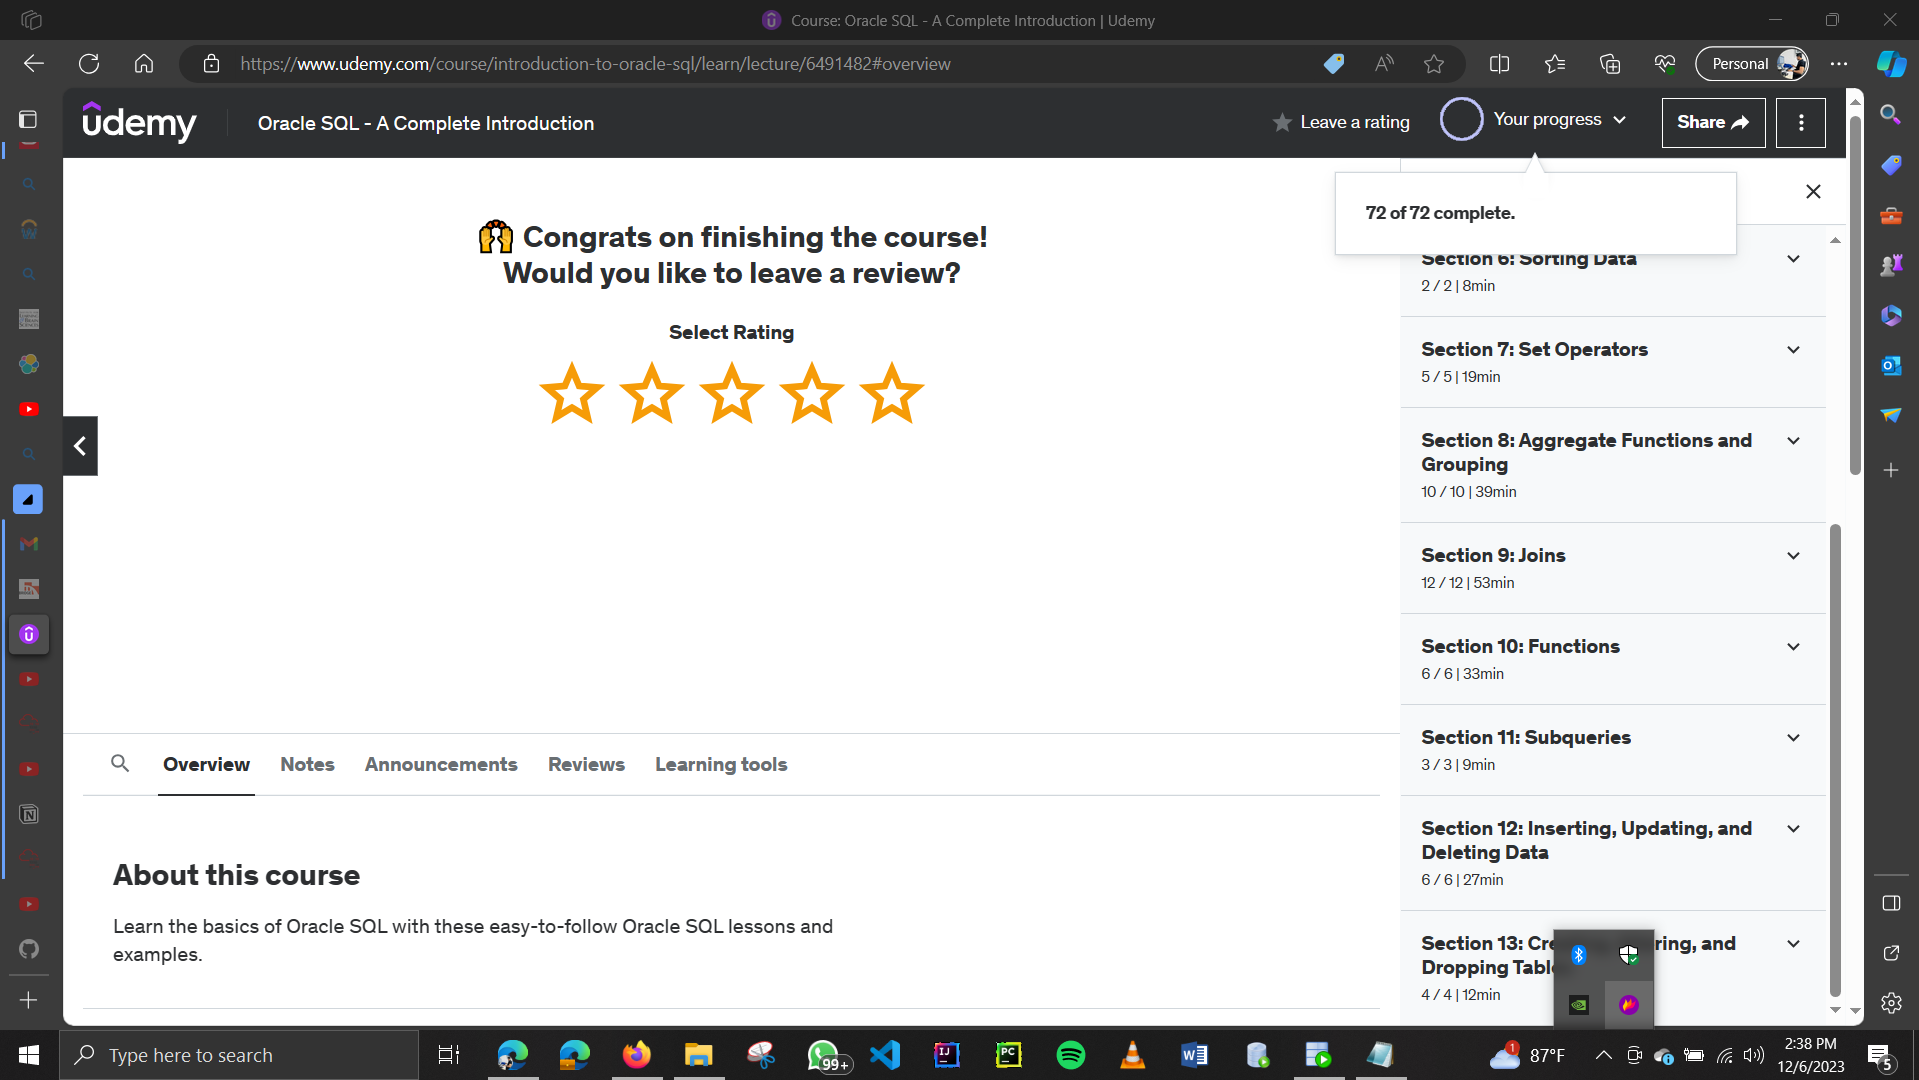 Course: Oracle SQL - A Complete Introduction | Udemy
https://www.udemy.com/course/introduction-to-oracle-sql/learn/lecture/6491482#overview
Personal
udemy
Oracle SQL - A Complete Introduction
Leave a rating
Your progress
Share
72 of 72 complete.
🙌 Congrats on finishing the course!
Would you like to leave a review?
Select Rating
Overview
Notes
Announcements
Reviews
Learning tools
About this course
Learn the basics of Oracle SQL with these easy-to-follow Oracle SQL lessons and
examples.
Section 6: Sorting Data
2 / 2 | 8min
Section 7: Set Operators
5 / 5 | 19min
Section 8: Aggregate Functions and
Grouping
10 / 10 | 39min
Section 9: Joins
12 / 12 | 53min
Section 10: Functions
6 / 6 | 33min
Section 11: Subqueries
3 / 3 | 9min
Section 12: Inserting, Updating, and
Deleting Data
6 / 6 | 27min
Section 13: and
Dropping
4 / 4 | 12min
Type here to search
99+
IJ
PC
1
87°F
2:38 PM
12/6/2023
5